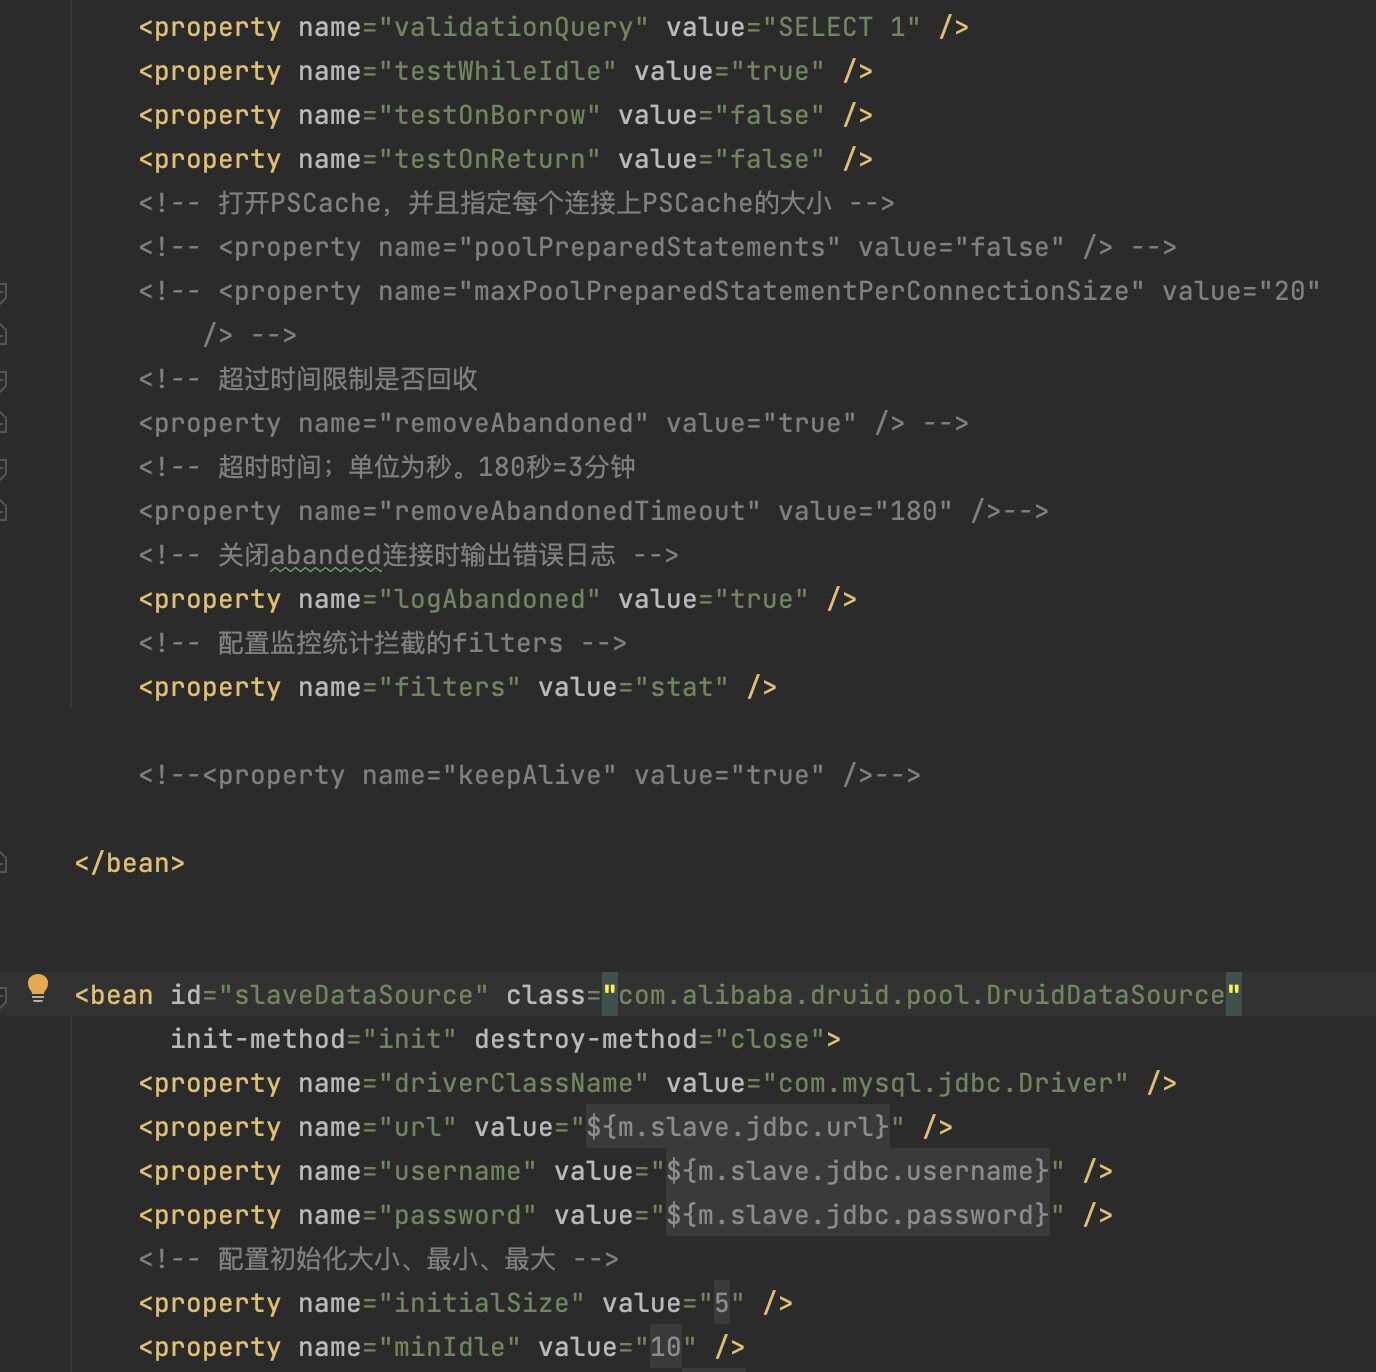 <property name="validationQuery" value="SELECT 1" />
<property name="testWhileIdle" value="true" />
<property name="testOnBorrow" value="false" />
<property name="testOnReturn" value="false" />
<!-- 打开PSCache，并且指定每个连接上PSCache的大小 -->
<!-- <property name="poolPreparedStatements" value="false" /> -->
<!-- <property name="maxPoolPreparedStatementPerConnectionSize" value="20"
/> -->
<!-- 超过时间限制是否回收
<property name="removeAbandoned" value="true" /> -->
<!-- 超时时间；单位为秒。180秒=3分钟
<property name="removeAbandonedTimeout" value="180" />-->
<!-- 关闭abanded连接时输出错误日志 -->
<property name="logAbandoned" value="true" />
<!-- 配置监控统计拦截的filters -->
<property name="filters" value="stat" />
<!--<property name="keepAlive" value="true" />-->
</bean>
<bean id="slaveDataSource" class="com.alibaba.druid.pool.DruidDataSource"
init-method="init" destroy-method="close">
<property name="driverClassName" value="com.mysql.jdbc.Driver" />
<property name="url" value="${m.slave.jdbc.url}" />
<property name="username" value="${m.slave.jdbc.username}" />
<property name="password" value="${m.slave.jdbc.password}" />
<!-- 配置初始化大小、最小、最大 -->
<property name="initialSize" value="5" />
<property name="minIdle" value="10" />